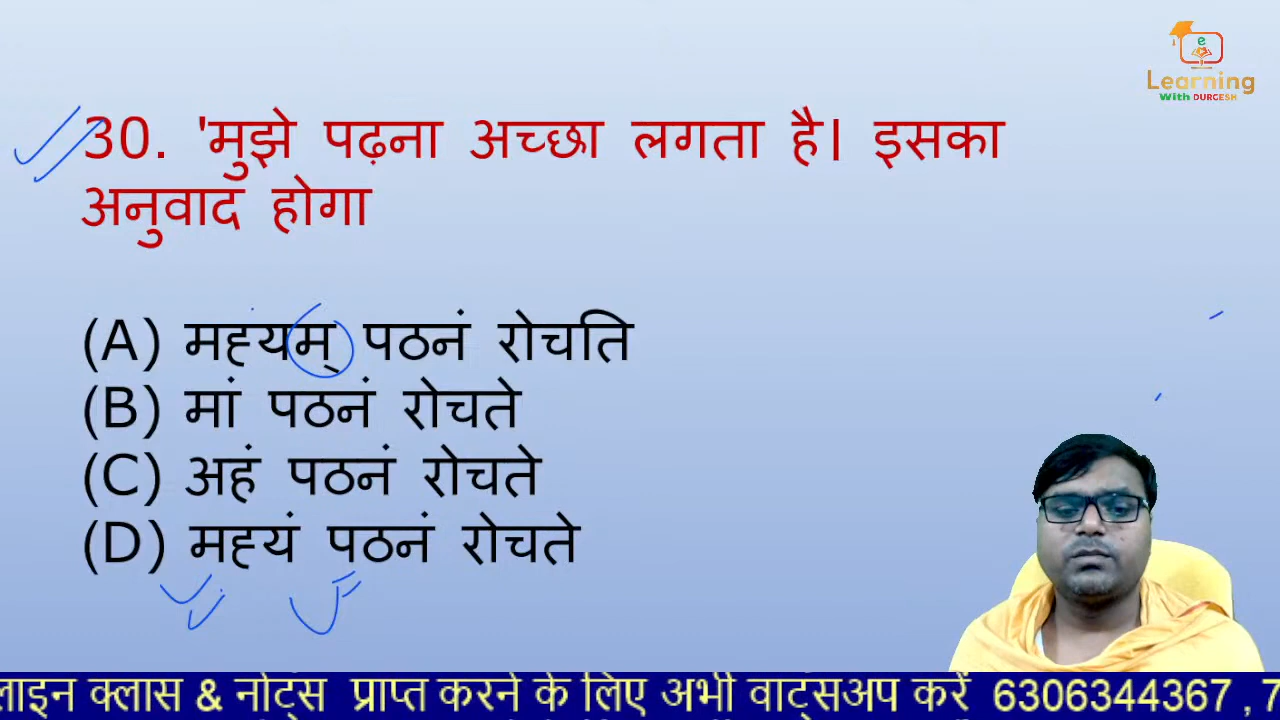 e
Learning
With DURGESH
30. 'मुझे पढ़ना अच्छा लगता है। इसका
अनुवाद होगा
(A) मह्यम् पठनं रोचति
(B) मां पठनं रोचते
(C) अहं पठनं रोचते
(D) मह्यं पठनं रोचते
लाइन क्लास & नोट्स प्राप्त करने के लिए अभी वाट्सअप करें 6306344367 , 7